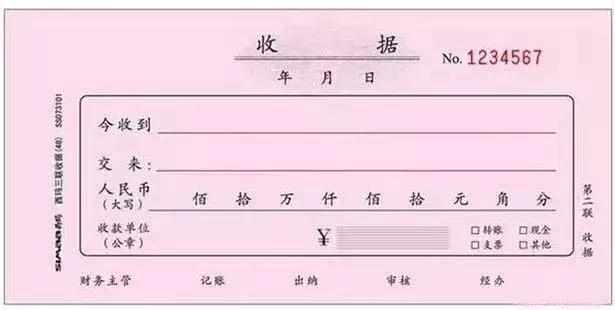 收 据
No. 1234567
年 月 日
今收到
交 来:
人民币
(大写)
佰 拾 万 仟 佰 拾 元 角 分
收款单位
(公章)
¥
□转账 □现金
□支票 □其他
财务主管 记账 出纳 审核 经办
第二联 收据
SIMAA西玛 西玛三联收据(48) SS073101